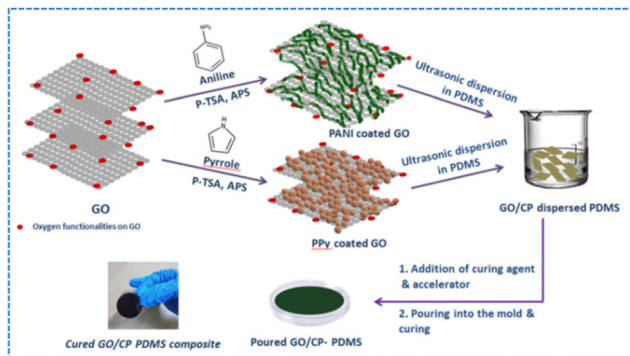 NH₂
Aniline
P-TSA, APS
PANI coated GO
Ultrasonic dispersion
in PDMS
H
N
Pyrrole
P-TSA, APS
PPy coated GO
Ultrasonic dispersion
in PDMS
GO
Oxygen functionalities on GO
GO/CP dispersed PDMS
1. Addition of curing agent
& accelerator
2. Pouring into the mold &
curing
Poured GO/CP- PDMS
Cured GO/CP PDMS composite